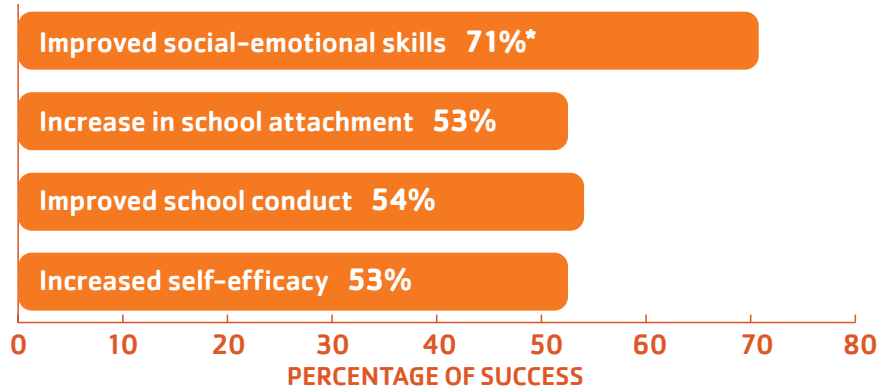 Improved social-emotional skills 71%*
Increase in school attachment 53%
Improved school conduct 54%
Increased self-efficacy 53%
0 10 20 30 40 50 60 70 80
PERCENTAGE OF SUCCESS